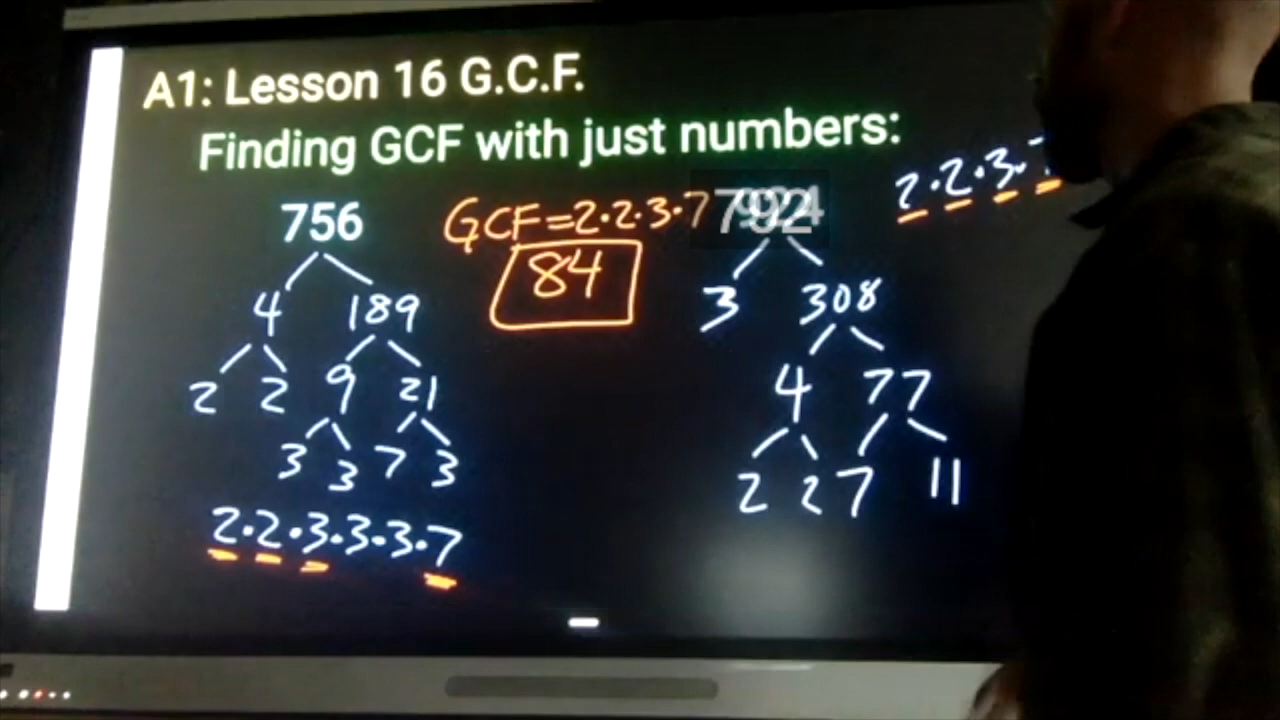 A1: Lesson 16 G.C.F.
Finding GCF with just numbers:
756
GCF=2·2·3·7
84
2·2·3·
4 189
3 308
2 2 9 21
4 77
3 3 7 3
2 2 7 11
2·2·3·3·3·7